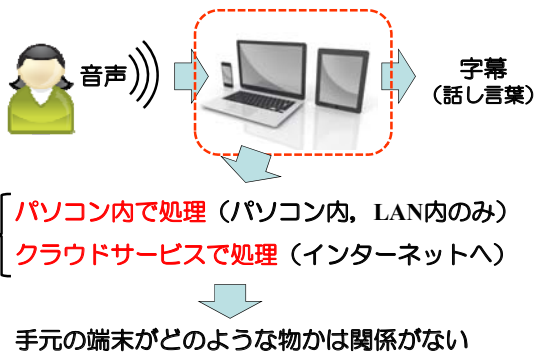 音声
字幕
（話し言葉）
パソコン内で処理（パソコン内，LAN内のみ）
クラウドサービスで処理（インターネットへ）
手元の端末がどのような物かは関係がない